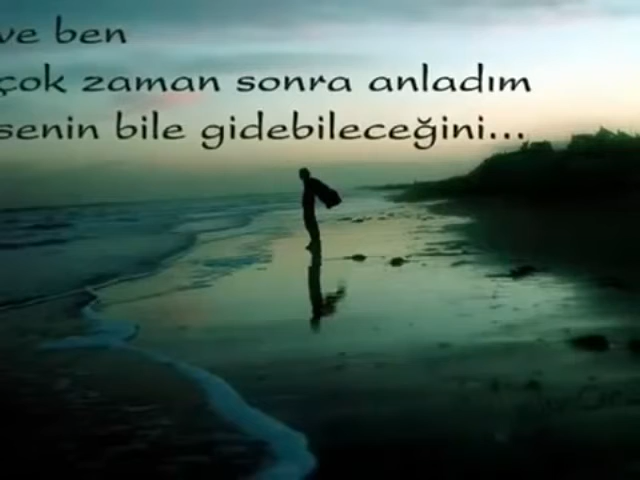 ve ben
çok zaman sonra anladım
senin bile gidebileceğini...